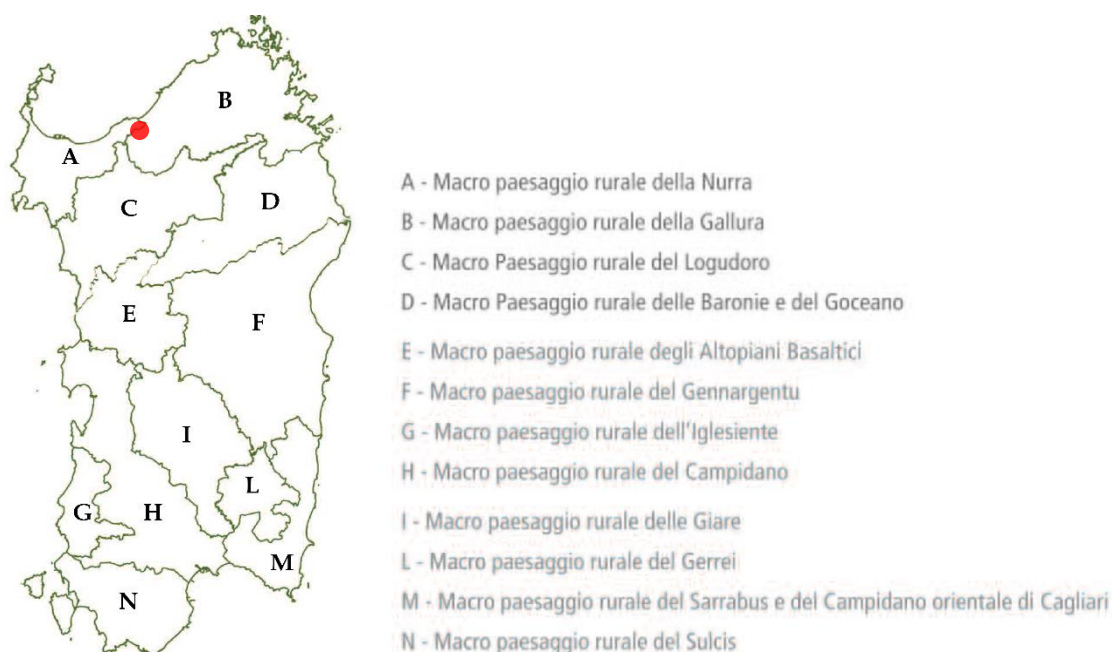 B
A
C
D
E
F
I
L
G
H
M
N
A - Macro paesaggio rurale della Nurra
B - Macro paesaggio rurale della Gallura
C - Macro Paesaggio rurale del Logudoro
D - Macro Paesaggio rurale delle Baronie e del Goceano
E - Macro paesaggio rurale degli Altopiani Basaltici
F - Macro paesaggio rurale del Gennargentu
G - Macro paesaggio rurale dell'Iglesiente
H - Macro paesaggio rurale del Campidano
I - Macro paesaggio rurale delle Giare
L - Macro paesaggio rurale del Gerrei
M - Macro paesaggio rurale del Sarrabus e del Campidano orientale di Cagliari
N - Macro paesaggio rurale del Sulcis